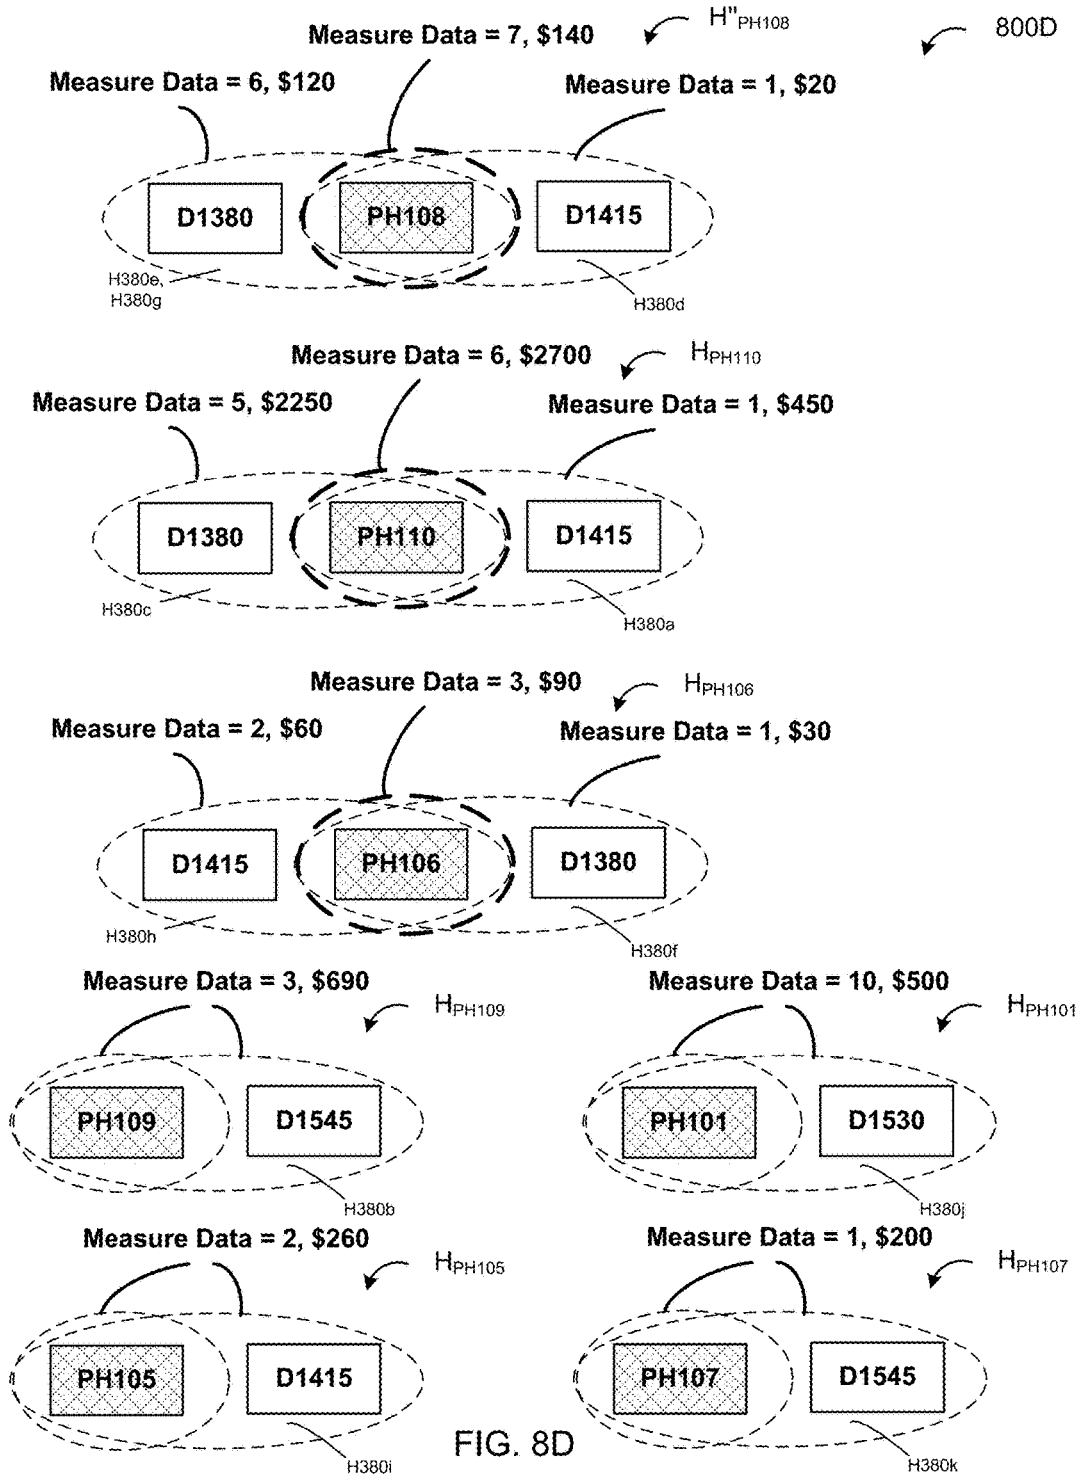 H"PH108
800D
Measure Data = 7, $140
Measure Data = 6, $120
Measure Data = 1, $20
D1380
PH108
D1415
H380e,
H380g
H380d
Measure Data = 6, $2700
HPH110
Measure Data = 5, $2250
Measure Data = 1, $450
D1380
PH110
D1415
H380c
H380a
Measure Data = 3, $90
HPH106
Measure Data = 2, $60
Measure Data = 1, $30
D1415
PH106
D1380
H380h
H380f
Measure Data = 3, $690
HPH109
Measure Data = 10, $500
HPH101
PH109
D1545
PH101
D1530
H380b
H380j
Measure Data = 2, $260
HPH105
Measure Data = 1, $200
HPH107
PH105
D1415
PH107
D1545
H380i
H380k
FIG. 8D